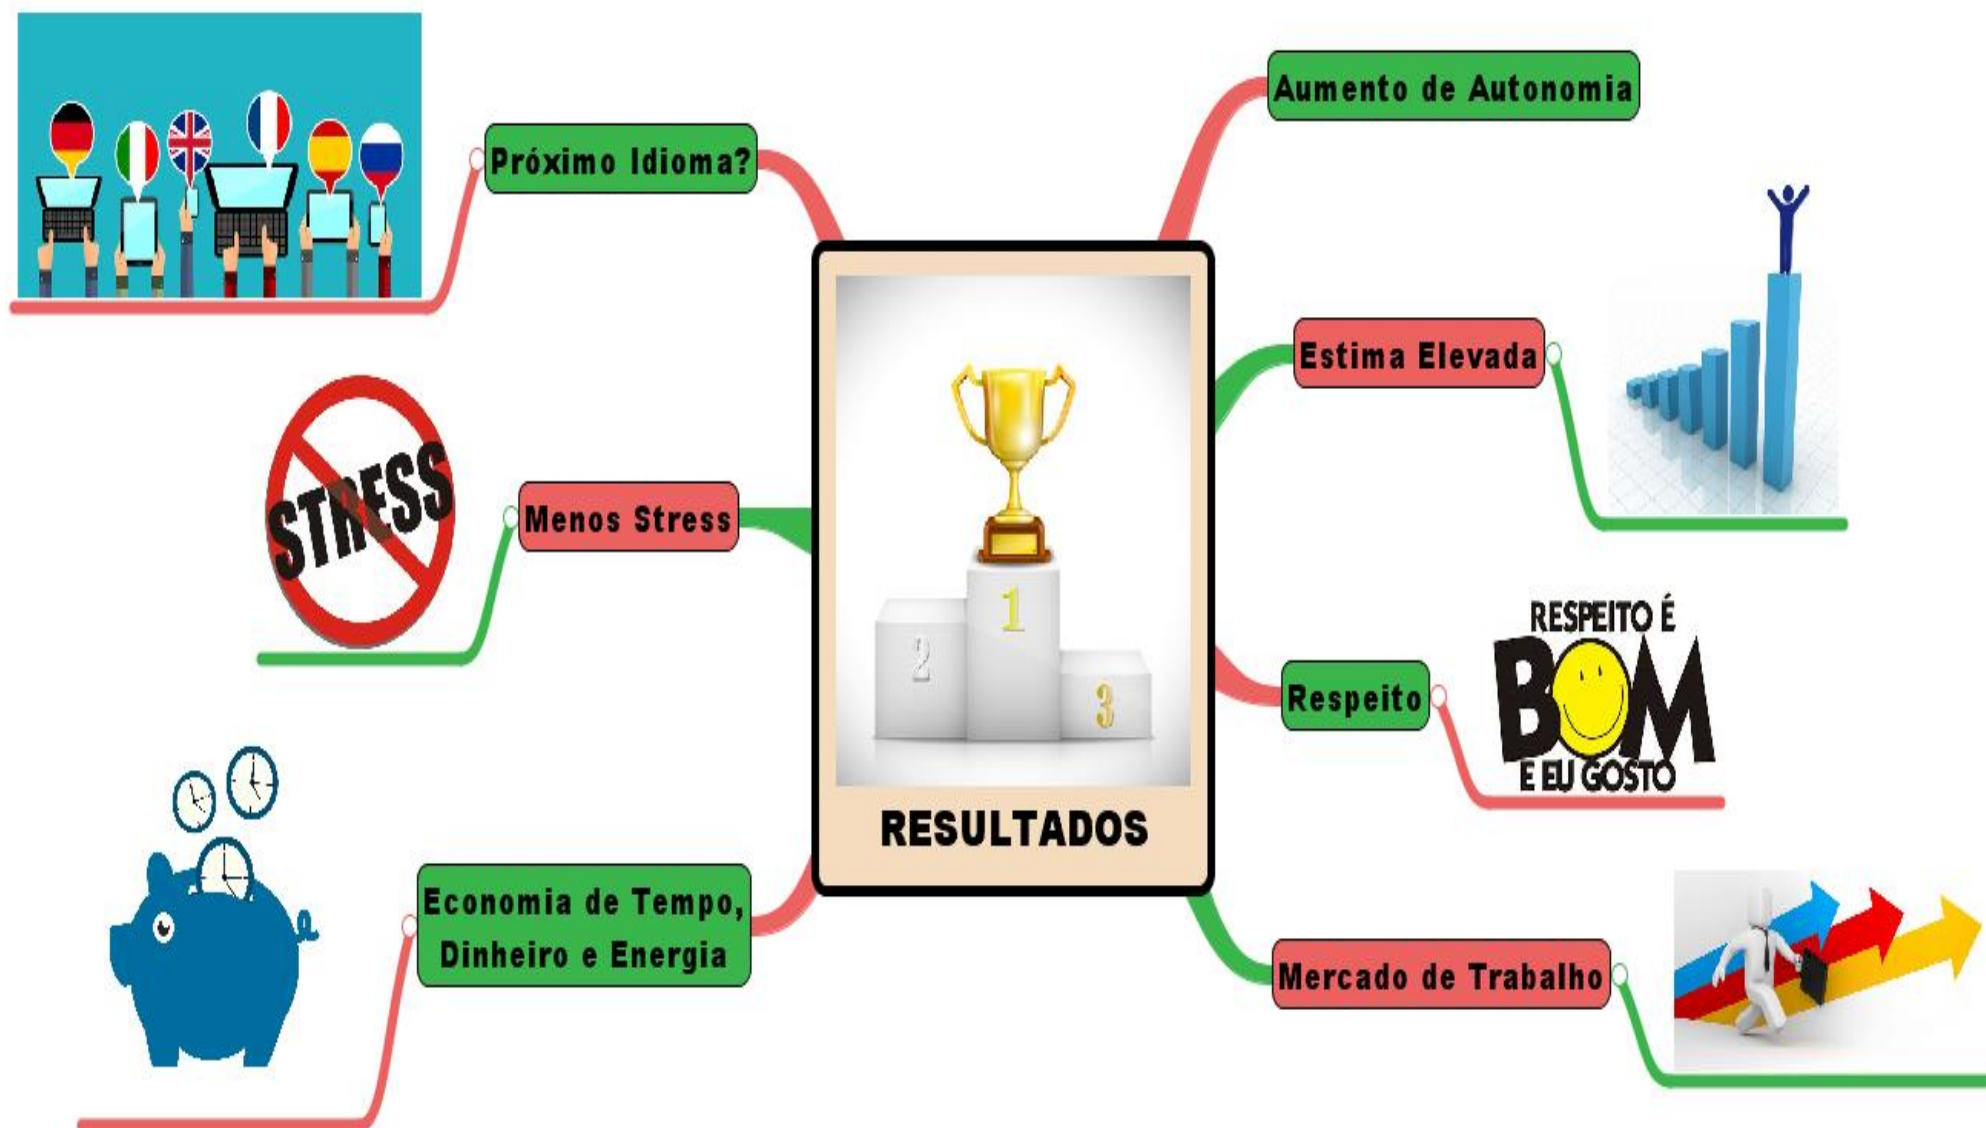 Próximo Idioma?
STRESS
Menos Stress
Economia de Tempo,
Dinheiro e Energia
1
2
3
RESULTADOS
Aumento de Autonomia
Estima Elevada
Respeito
RESPEITO É
BOM
E EU GOSTO
Mercado de Trabalho